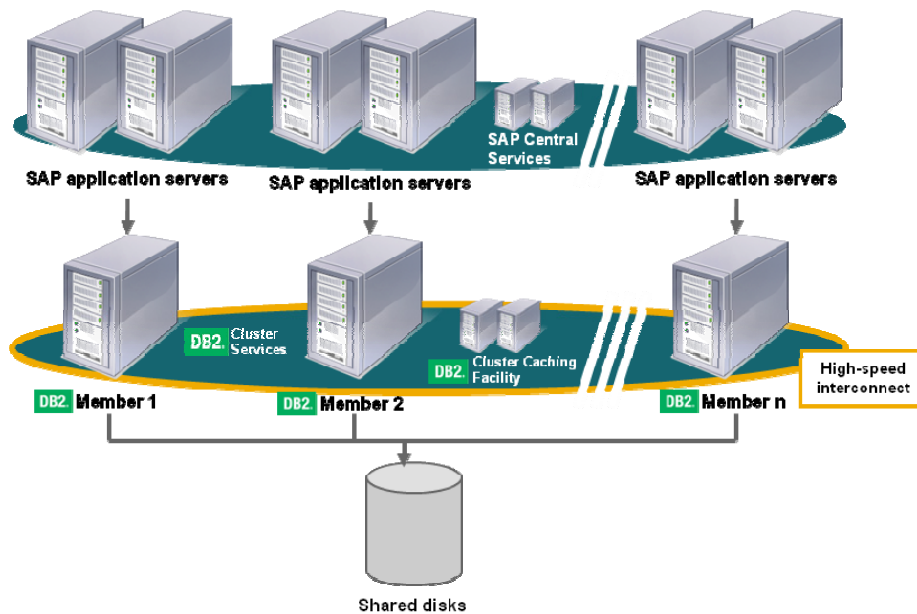 SAP Central
Services
SAP application servers
SAP application servers
SAP application servers
DB2. Cluster
Services
DB2. Cluster Caching
Facility
High-speed
interconnect
DB2. Member 1
DB2. Member 2
DB2. Member n
Shared disks